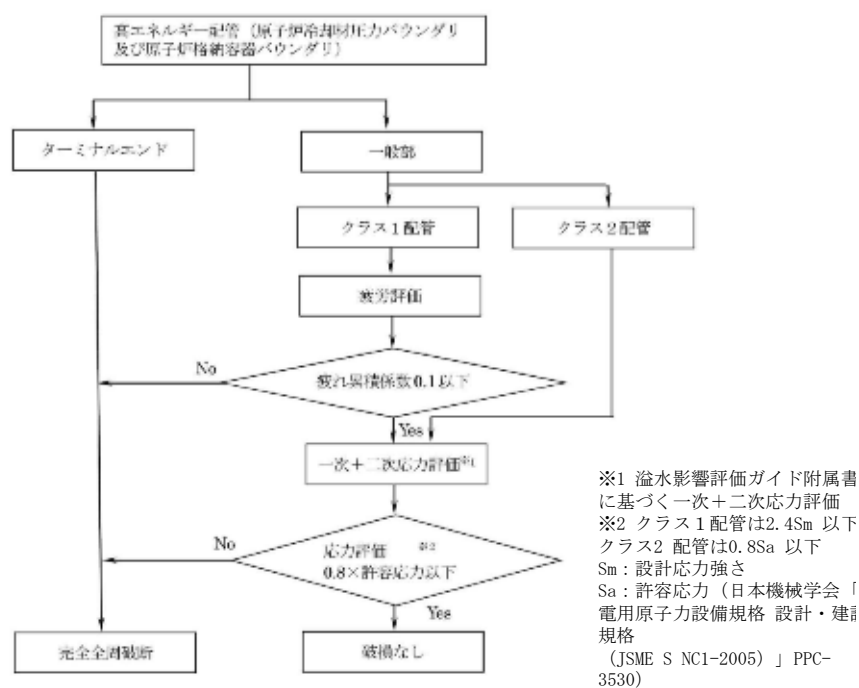 高エネルギー配管（原子炉冷却材圧力バウンダリ
及び原子炉格納容器バウンダリ）
ターミナルエンド
一般部
クラス1配管
クラス2配管
疲労評価
No
疲れ累積係数0.1以下
Yes
一次＋二次応力評価※1
No
応力評価 ※2
0.8×許容応力以下
Yes
完全全周破断
破損なし
※1 溢水影響評価ガイド附属書
に基づく一次＋二次応力評価
※2 クラス１配管は2.4Sm 以下
クラス2 配管は0.8Sa 以下
Sm：設計応力強さ
Sa：許容応力（日本機械学会「
電用原子力設備規格 設計・建設
規格
（JSME S NC1-2005）」PPC-
3530）